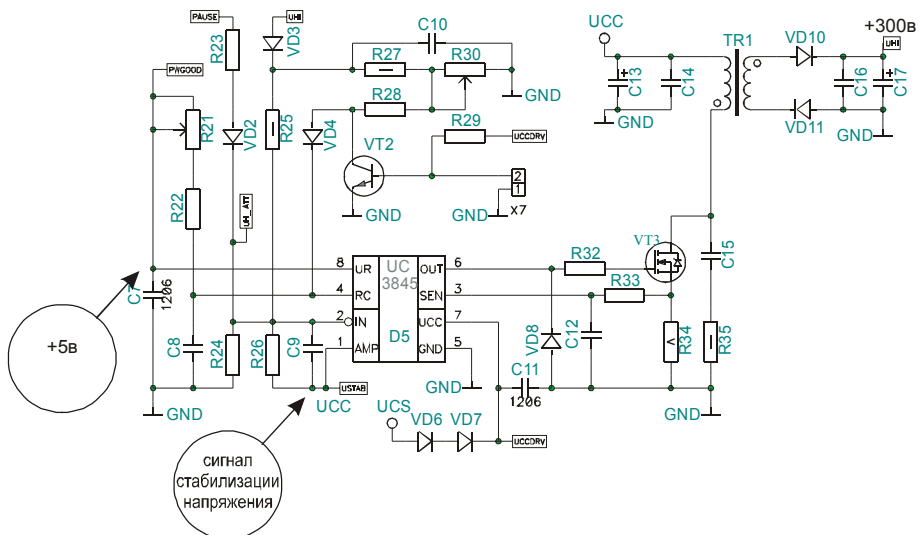 PAUSE
UHI
UCC
+300в
UHI
R23
VD3
C10
R27
R30
GND
TR1
VD10
C13
C14
C16
C17
GND
VD11
GND
PWGOOD
R21
VD2
R25
VD4
R28
R29
UCCDRV
VT2
2
1
X7
GND
GND
R22
UH_ATT
VT3
C15
8
UR
UC
3845
OUT
6
R32
4
RC
SEN
3
R33
2
IN
UCC
7
1
AMP
D5
GND
5
C7
1206
+5в
C8
R24
R26
C9
VD8
C12
R34
R35
C11
1206
USTAB
GND
GND
UCC
GND
UCS
VD6
VD7
UCCDRV
сигнал
стабилизации
напряжения